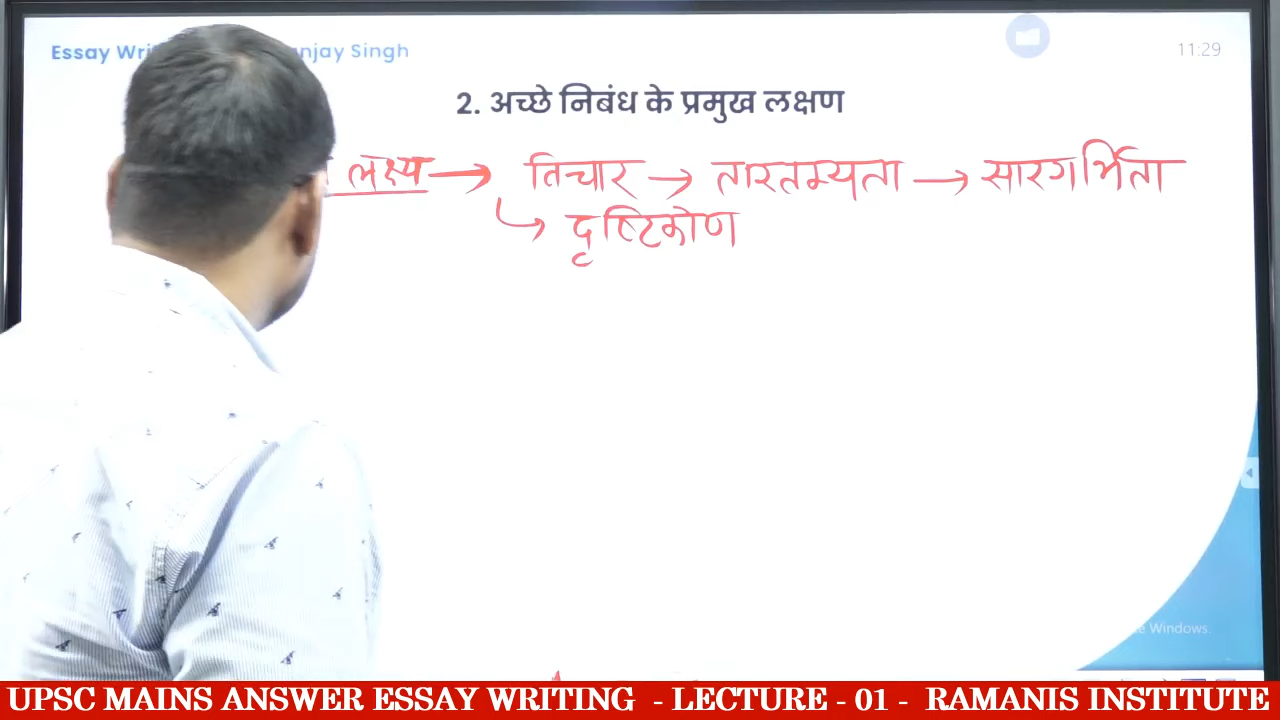 Essay Wri njay Singh
11:29
2. अच्छे निबंध के प्रमुख लक्षण
लक्ष्य → विचार → तारतम्यता → सारगर्भिता
↳ दृष्टिकोण
e Windows.
UPSC MAINS ANSWER ESSAY WRITING - LECTURE - 01 - RAMANIS INSTITUTE